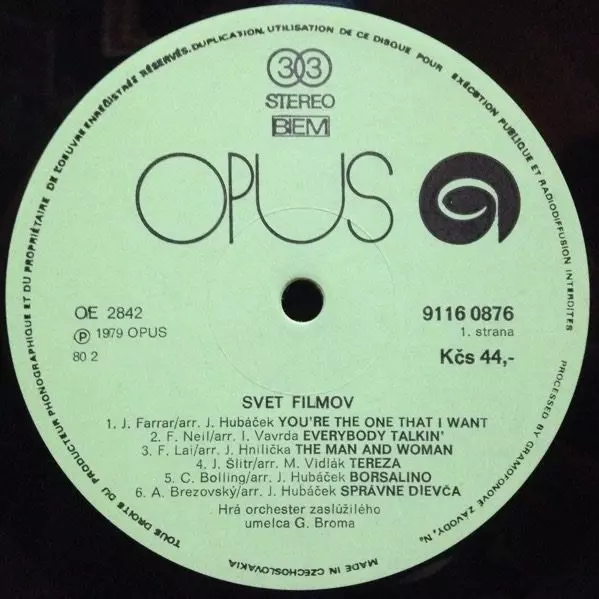 TOUS DROITS DU PRODUCTEUR PHONOGRAPHIQUE ET DU PROPRIÉTAIRE DE L'OEUVRE ENREGISTRÉE RÉSERVÉS. DUPLICATION, UTILISATION DE CE DISQUE POUR EXÉCUTION PUBLIQUE ET RADIODIFFUSION INTERDITES
33
STEREO
BIEM
OPUS
OE 2842
9116 0876
Ⓟ 1979 OPUS
1. strana
80 2
Kčs 44,-
SVET FILMOV
1. J. Farrar/arr. J. Hubáček YOU'RE THE ONE THAT I WANT
2. F. Neil/arr. I. Vavrda EVERYBODY TALKIN'
3. F. Lai/arr. J. Hnilička THE MAN AND WOMAN
4. J. Šlitr/arr. M. Vidlák TEREZA
5. C. Bolling/arr. J. Hubáček BORSALINO
6. A. Brezovský/arr. J. Hubáček SPRÁVNE DIEVČA
Hrá orchester zaslúžilého
umelca G. Broma
PROCESSED BY GRAMOFONOVÉ ZÁVODY, N.
MADE IN CZECHOSLOVAKIA